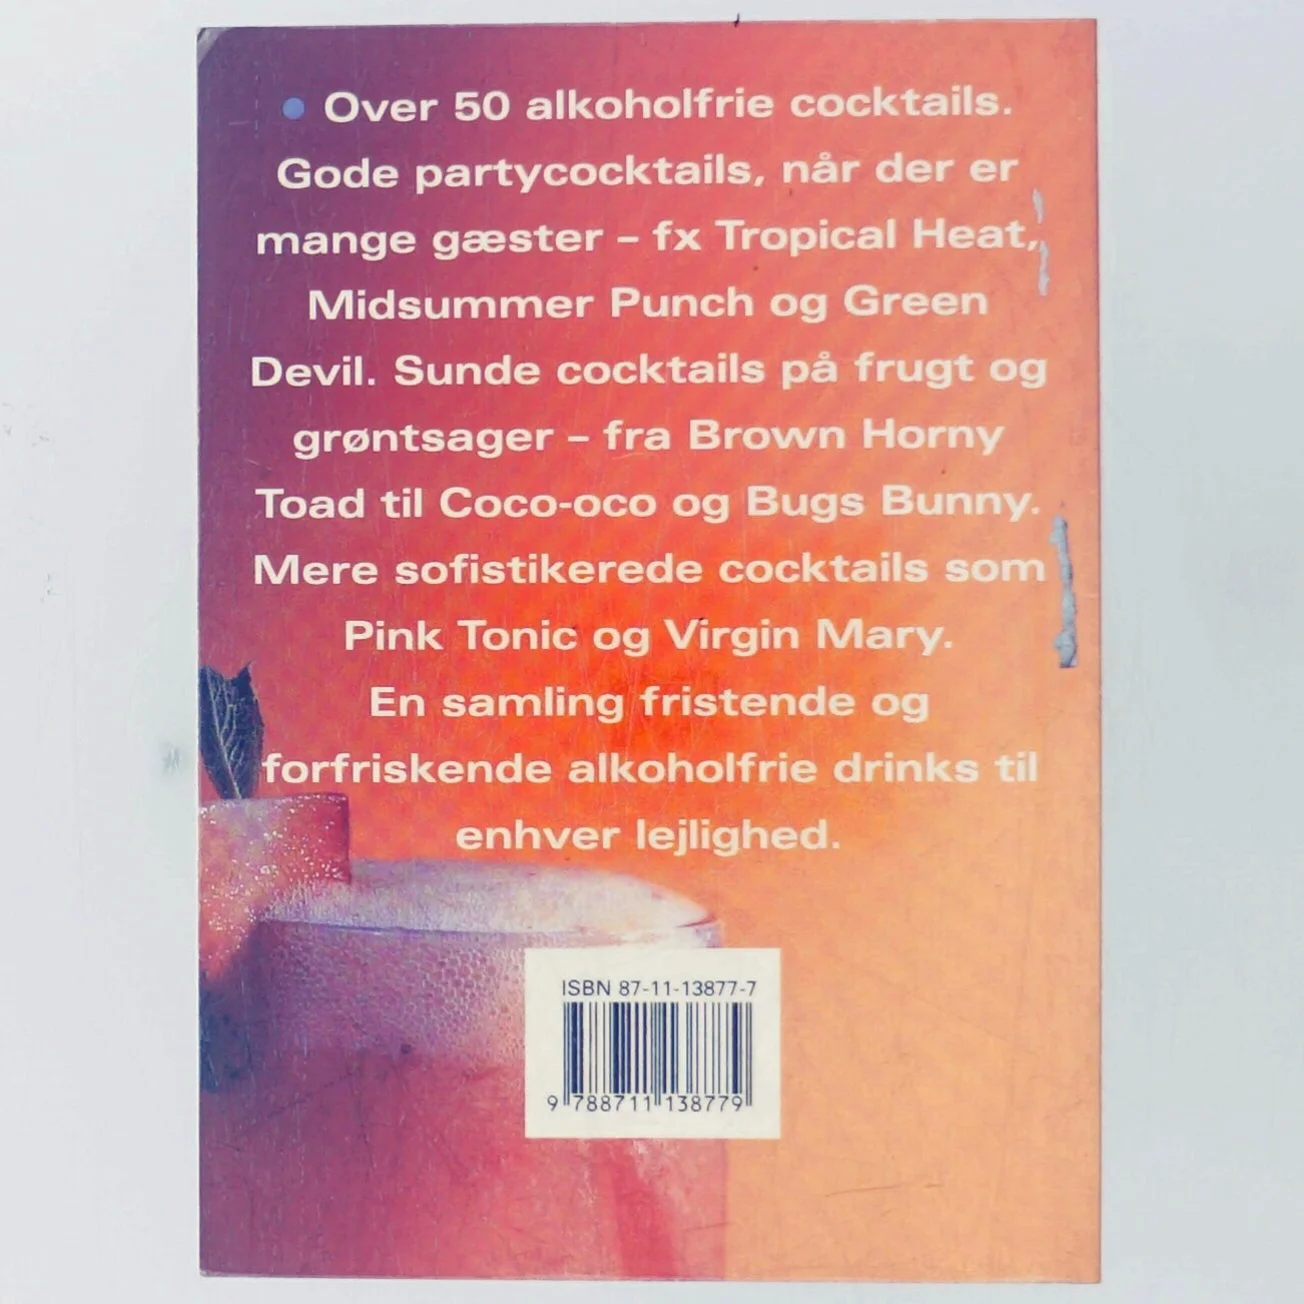 • Over 50 alkoholfrie cocktails.
Gode partycocktails, når der er
mange gæster – fx Tropical Heat,
Midsummer Punch og Green
Devil. Sunde cocktails på frugt og
grøntsager – fra Brown Horny
Toad til Coco-oco og Bugs Bunny.
Mere sofistikerede cocktails som
Pink Tonic og Virgin Mary.
En samling fristende og
forfriskende alkoholfrie drinks til
enhver lejlighed.
ISBN 87-11-13877-7
9 788711 138779